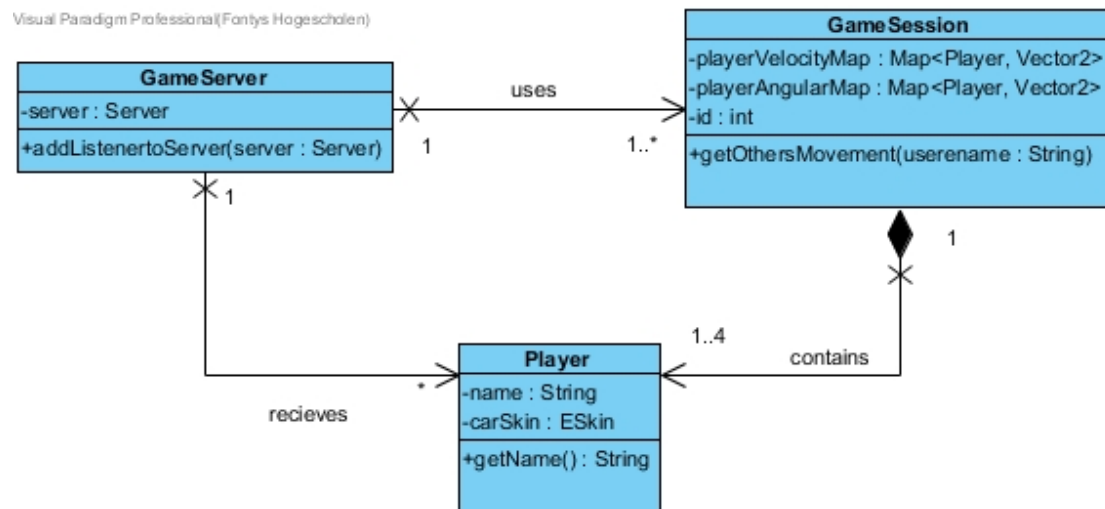 Visual Paradigm Professional(Fontys Hogescholen)
GameServer
-server : Server
+addListenertoServer(server : Server)
uses
1
1..*
GameSession
-playerVelocityMap : Map<Player, Vector2>
-playerAngularMap : Map<Player, Vector2>
-id : int
+getOthersMovement(userename : String)
1
1
1..4
contains
*
recieves
Player
-name : String
-carSkin : ESkin
+getName() : String